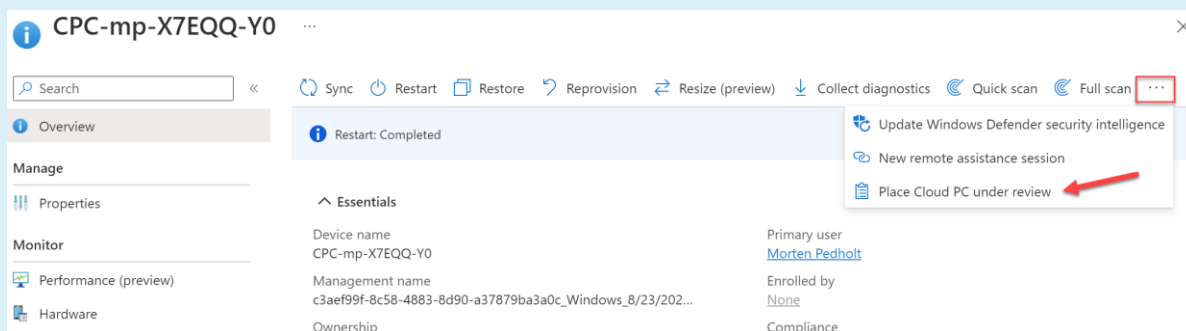 CPC-mp-X7EQQ-Y0 ...
Search
Sync Restart Restore Reprovision Resize (preview) Collect diagnostics Quick scan Full scan ...
Overview
Update Windows Defender security intelligence
Restart: Completed
New remote assistance session
Manage
Place Cloud PC under review
Properties
Essentials
Device name
CPC-mp-X7EQQ-Y0
Primary user
Morten Pedholt
Monitor
Management name
c3aef99f-8c58-4883-8d90-a37879ba3a0c_Windows_8/23/202...
Enrolled by
None
Performance (preview)
Hardware
Ownership
Compliance